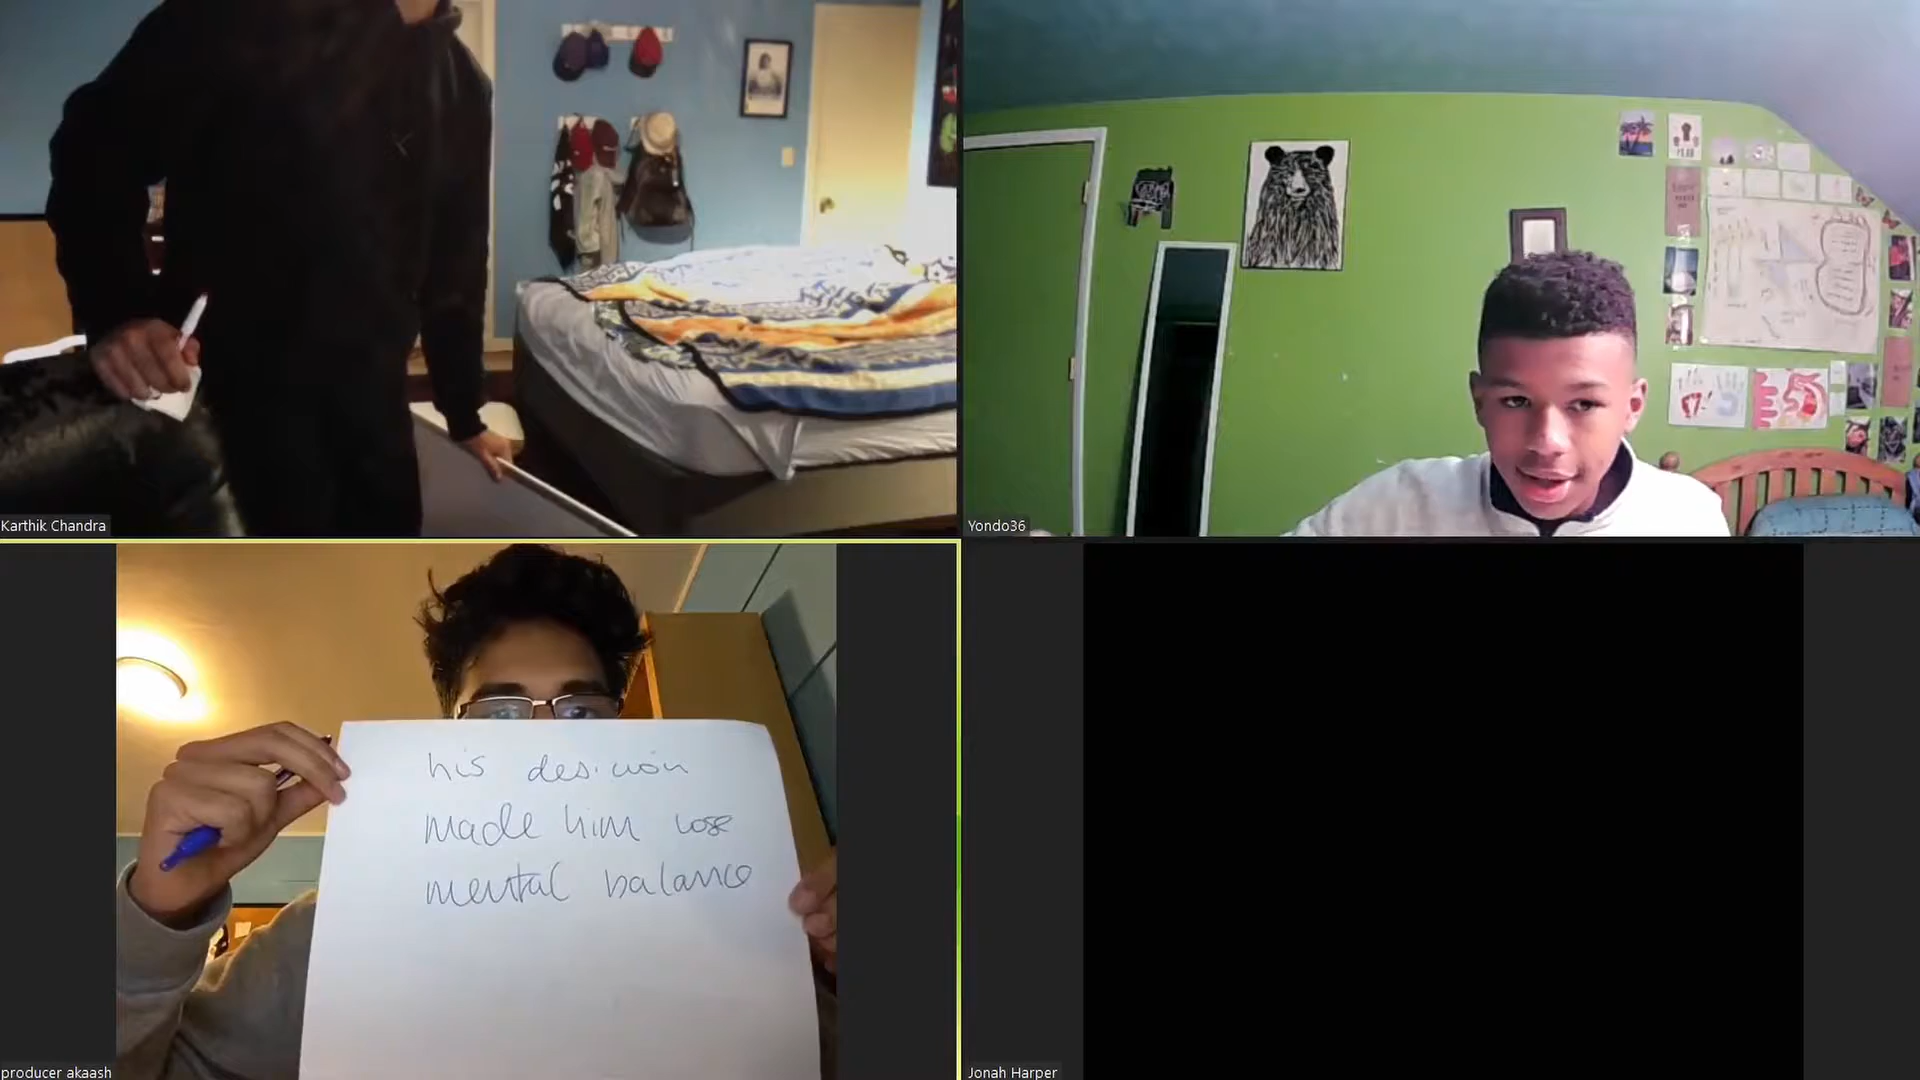 Karthik Chandra
Yondo36
his desicion
made him lose
mental balance
producer akaash
Jonah Harper